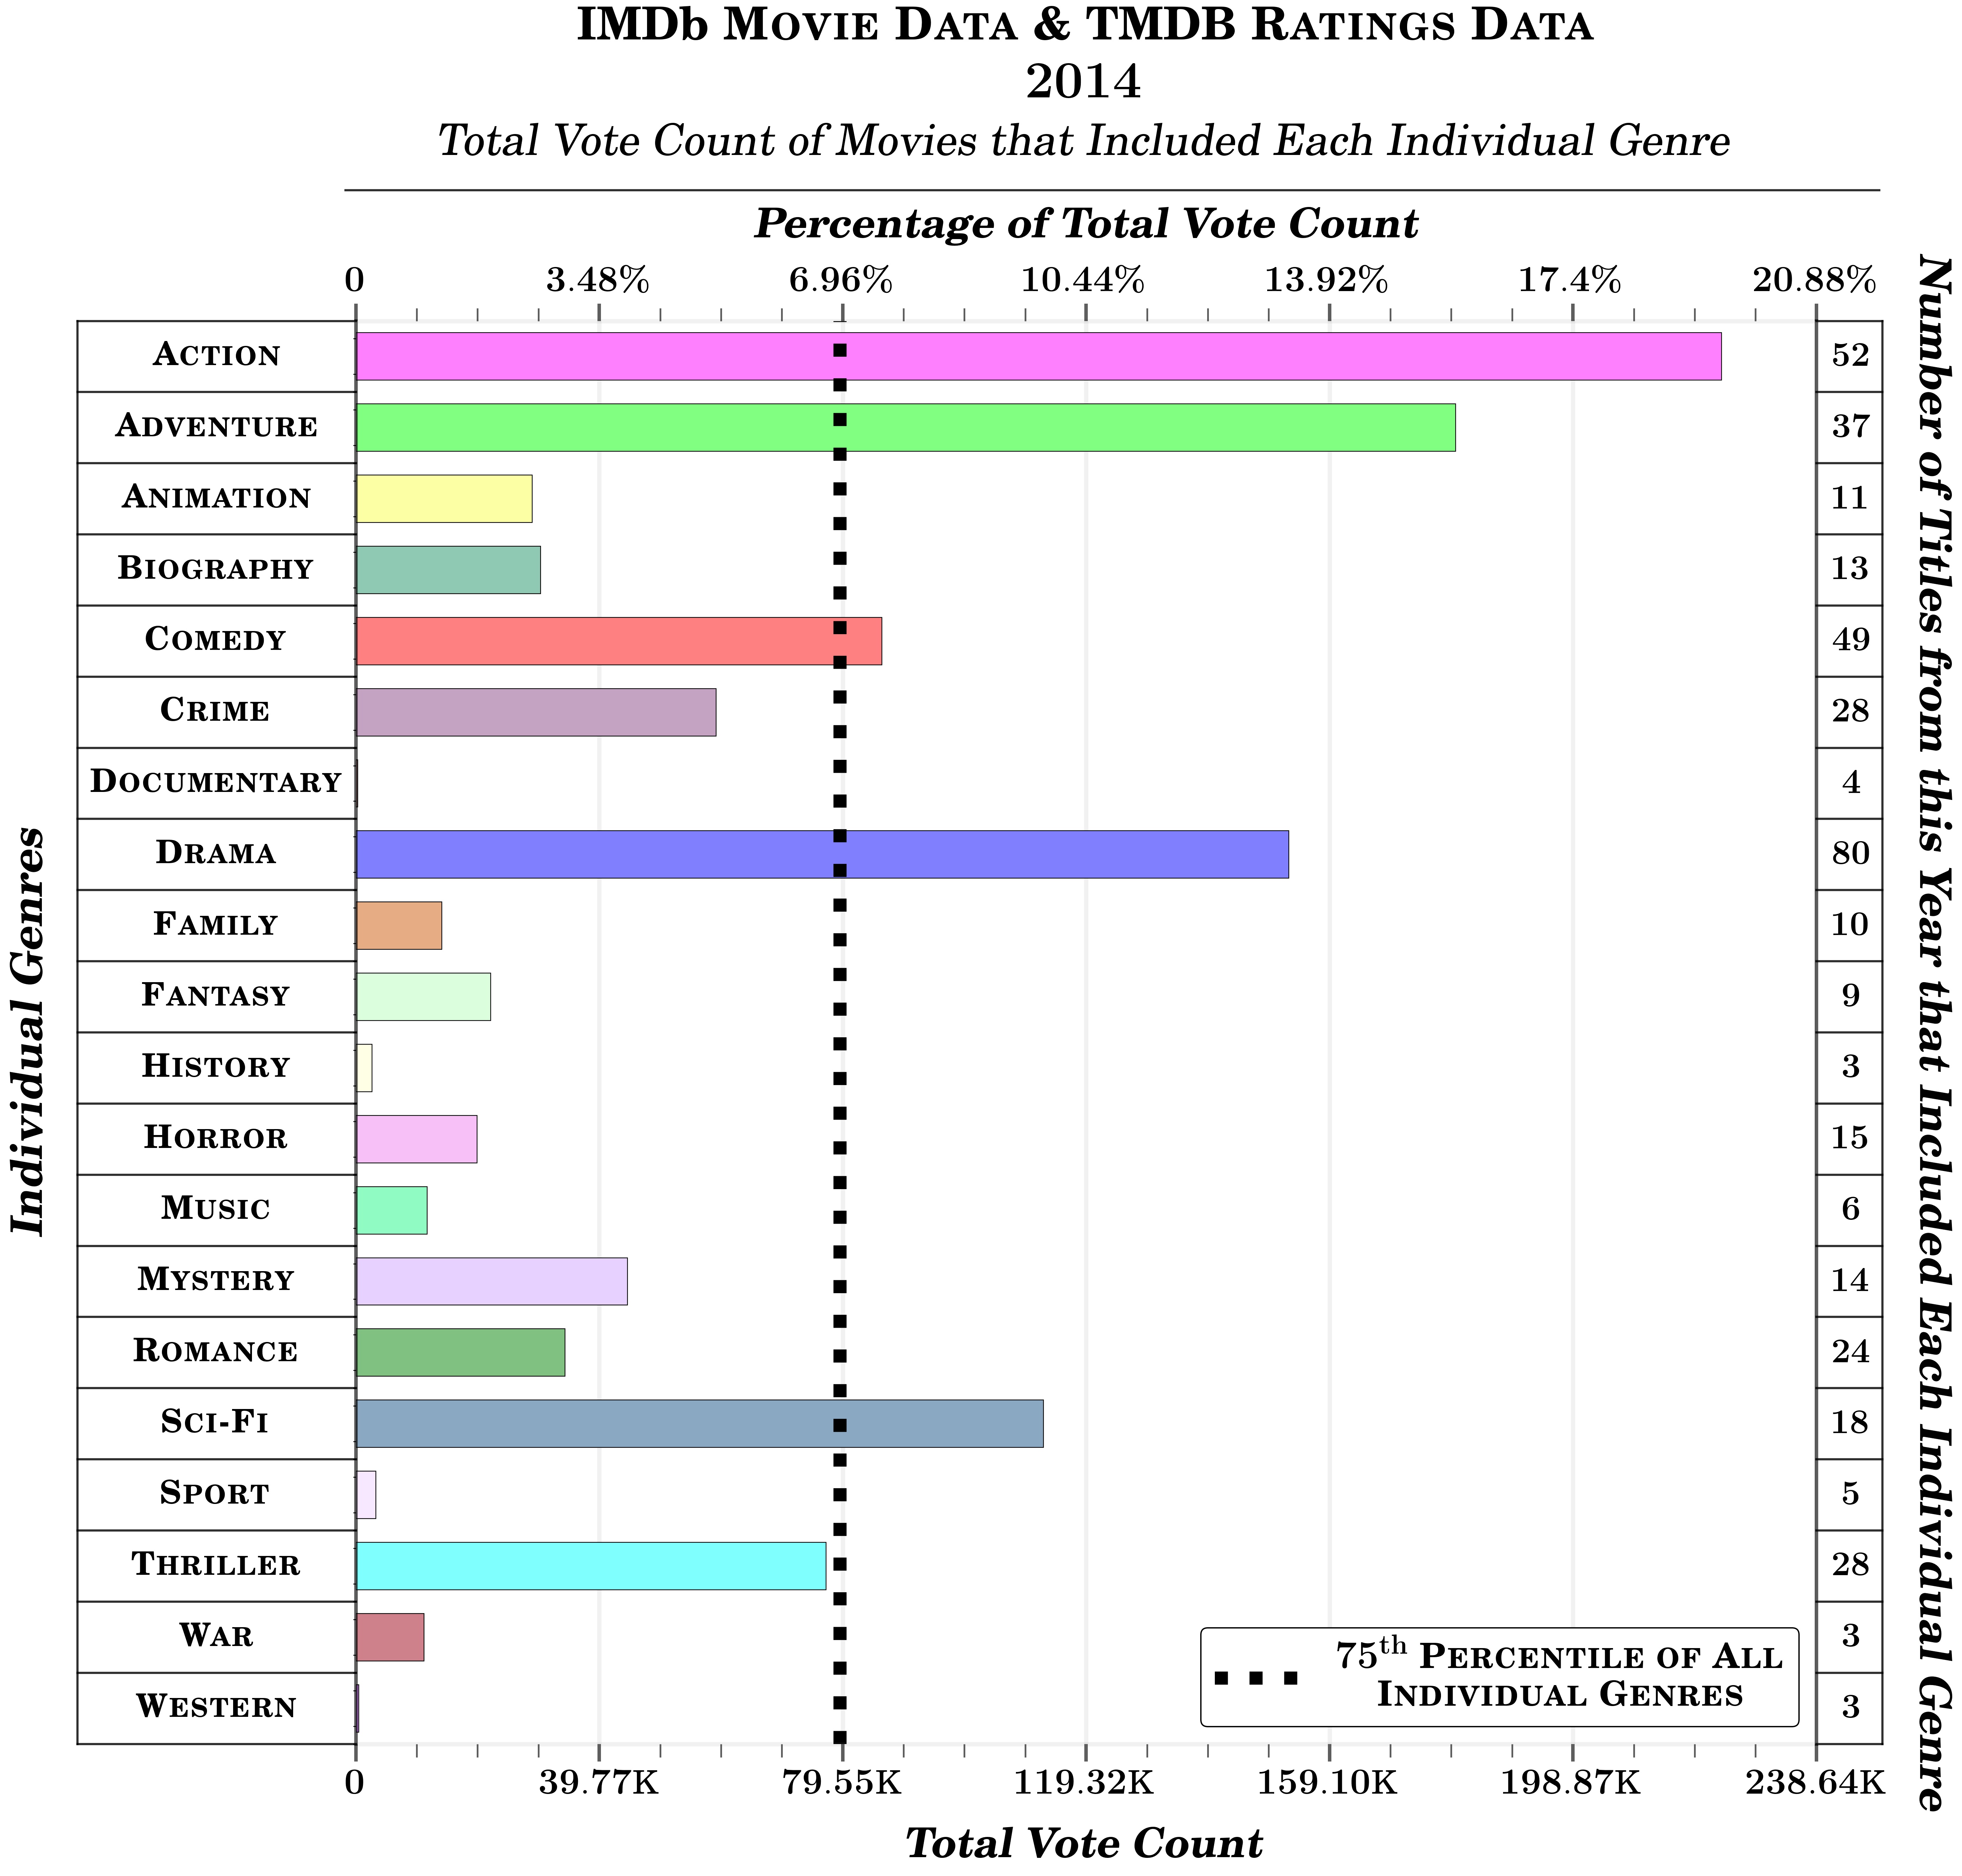 IMDb MOVIE DATA & TMDB RATINGS DATA
2014
Total Vote Count of Movies that Included Each Individual Genre
Percentage of Total Vote Count
0 3.48% 6.96% 10.44% 13.92% 17.4% 20.88%
ACTION 52
ADVENTURE 37
ANIMATION 11
BIOGRAPHY 13
COMEDY 49
CRIME 28
DOCUMENTARY 4
DRAMA 80
FAMILY 10
FANTASY 9
HISTORY 3
HORROR 15
MUSIC 6
MYSTERY 14
ROMANCE 24
SCI-FI 18
SPORT 5
THRILLER 28
WAR 3
WESTERN 3
Individual Genres
Number of Titles from this Year that Included Each Individual Genre
75th PERCENTILE OF ALL
INDIVIDUAL GENRES
0 39.77K 79.55K 119.32K 159.10K 198.87K 238.64K
Total Vote Count